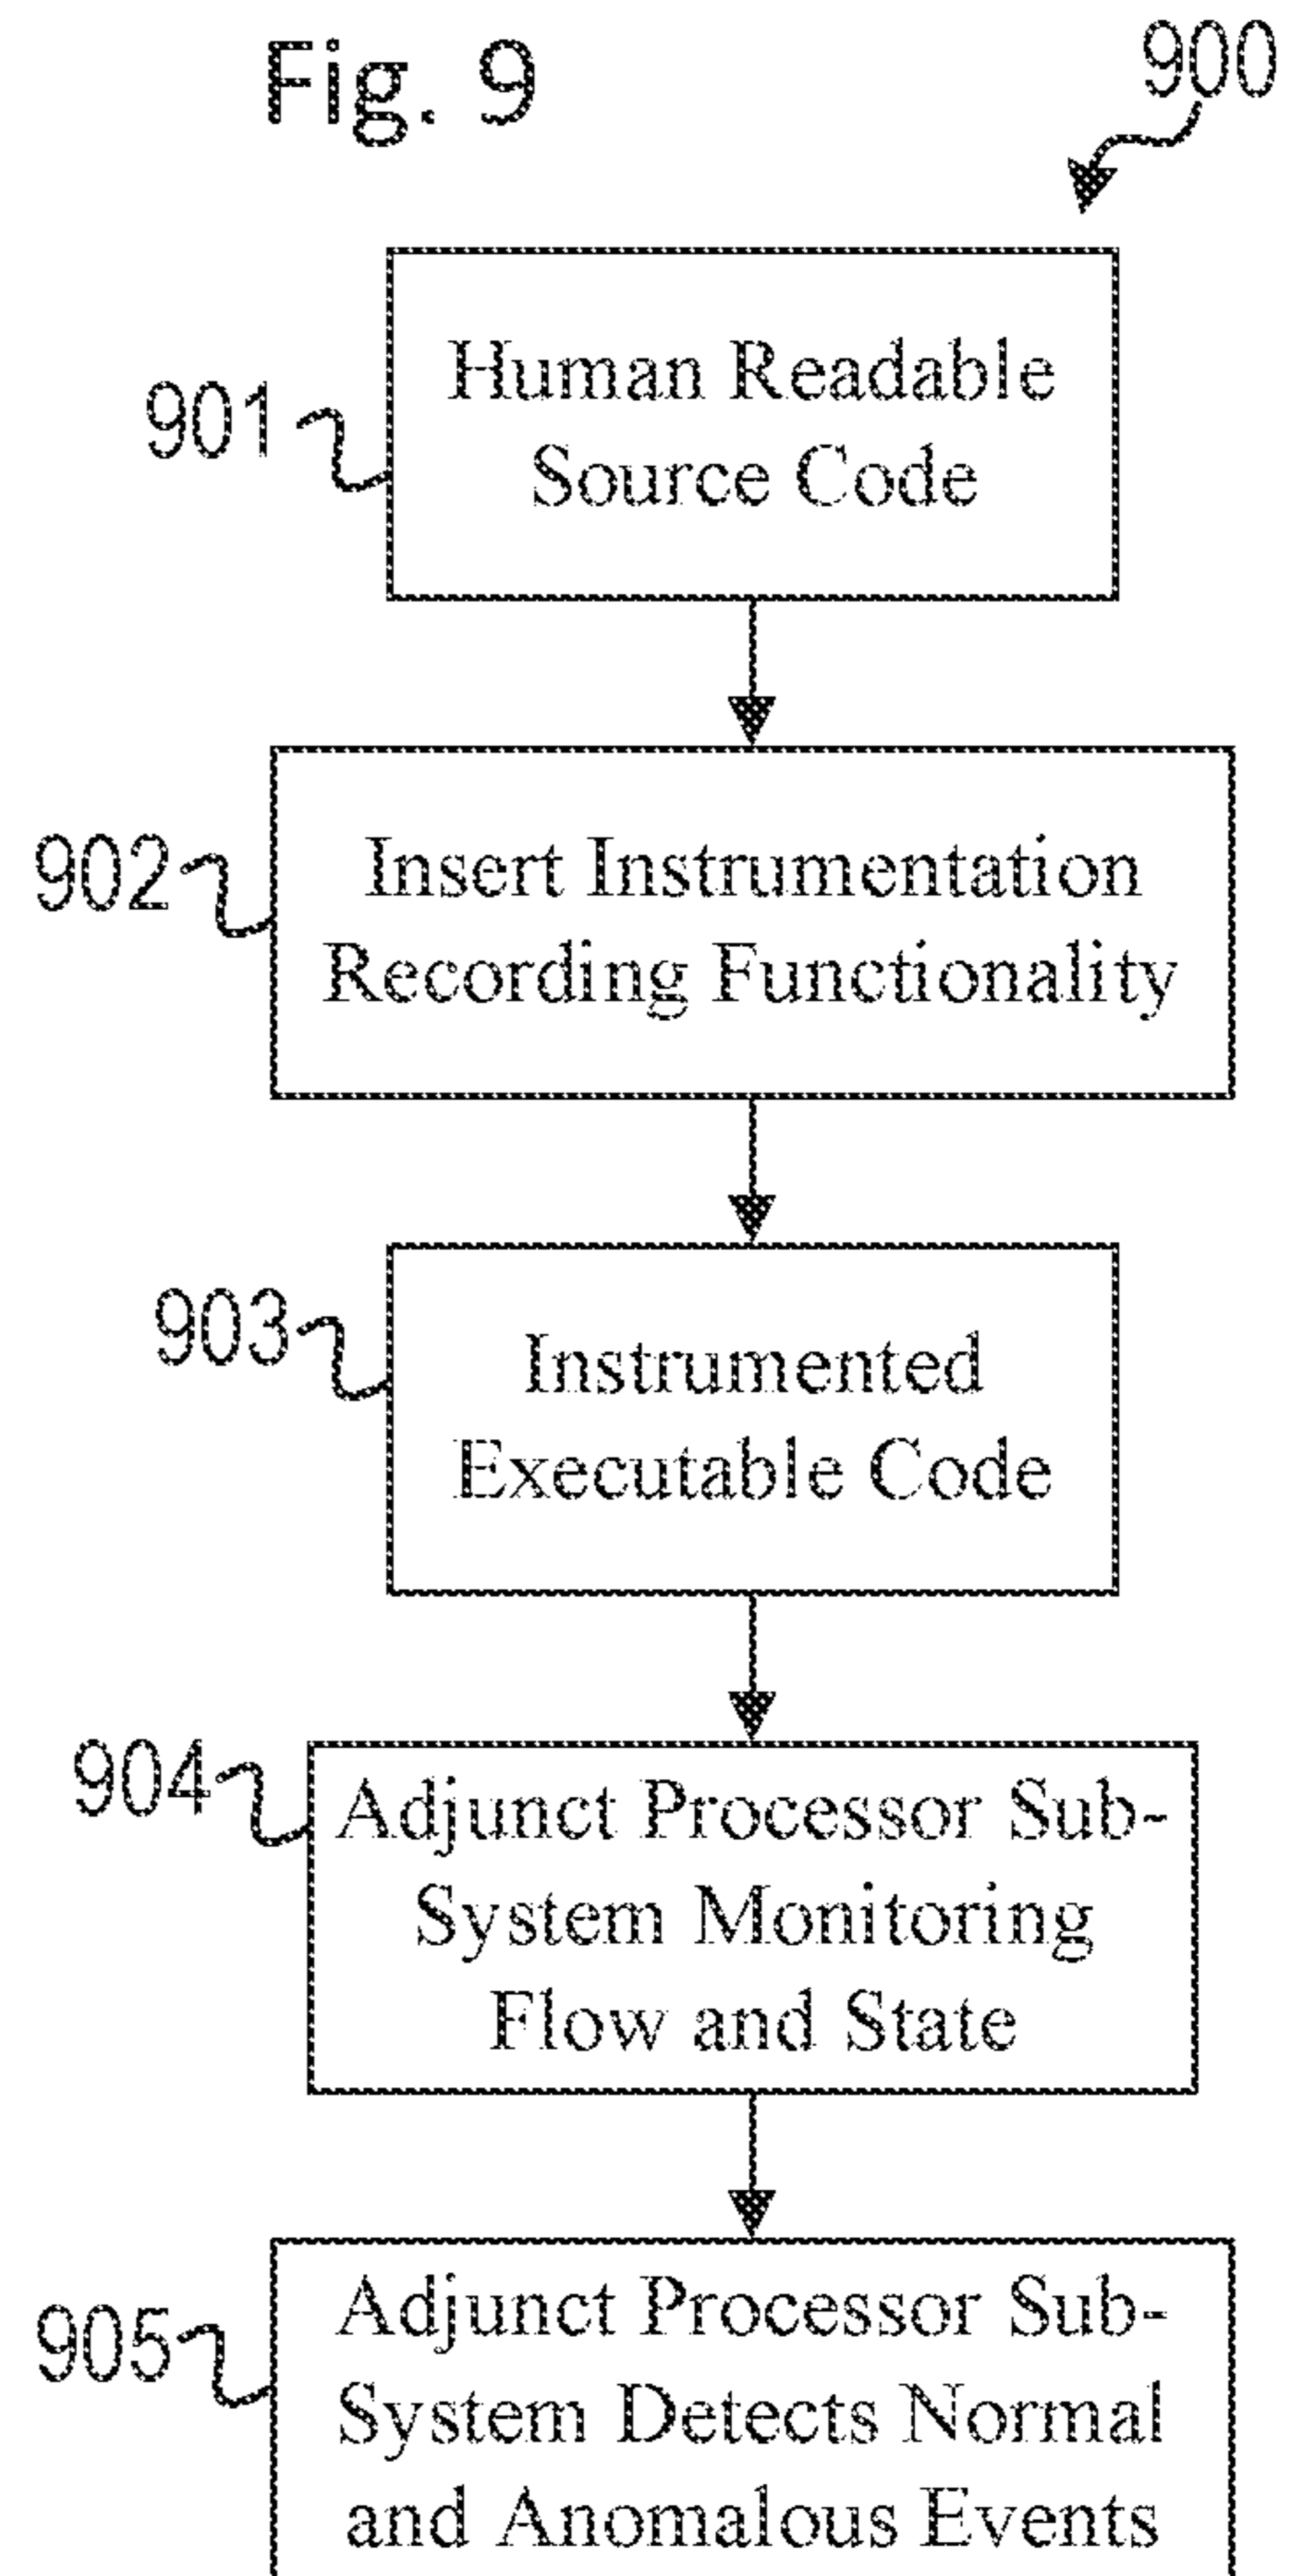 Fig. 9
900
Human Readable
Source Code
901
Insert Instrumentation
Recording Functionality
902
Instrumented
Executable Code
903
Adjunct Processor Sub-
System Monitoring
Flow and State
904
Adjunct Processor Sub-
System Detects Normal
and Anomalous Events
905